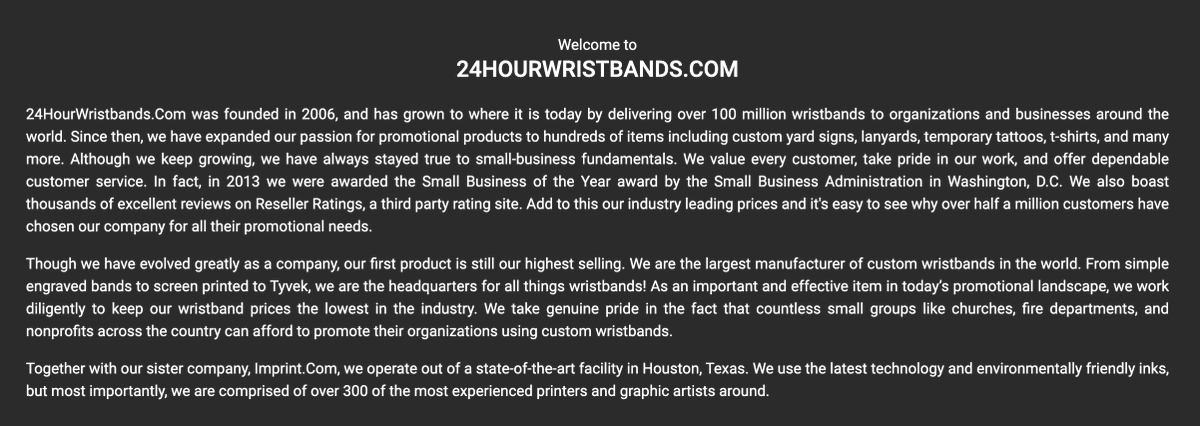 Welcome to
24HOURWRISTBANDS.COM
24HourWristbands.Com was founded in 2006, and has grown to where it is today by delivering over 100 million wristbands to organizations and businesses around the
world. Since then, we have expanded our passion for promotional products to hundreds of items including custom yard signs, lanyards, temporary tattoos, t-shirts, and many
more. Although we keep growing, we have always stayed true to small-business fundamentals. We value every customer, take pride in our work, and offer dependable
customer service. In fact, in 2013 we were awarded the Small Business of the Year award by the Small Business Administration in Washington, D.C. We also boast
thousands of excellent reviews on Reseller Ratings, a third party rating site. Add to this our industry leading prices and it's easy to see why over half a million customers have
chosen our company for all their promotional needs.
Though we have evolved greatly as a company, our first product is still our highest selling. We are the largest manufacturer of custom wristbands in the world. From simple
engraved bands to screen printed to Tyvek, we are the headquarters for all things wristbands! As an important and effective item in today’s promotional landscape, we work
diligently to keep our wristband prices the lowest in the industry. We take genuine pride in the fact that countless small groups like churches, fire departments, and
nonprofits across the country can afford to promote their organizations using custom wristbands.
Together with our sister company, Imprint.Com, we operate out of a state-of-the-art facility in Houston, Texas. We use the latest technology and environmentally friendly inks,
but most importantly, we are comprised of over 300 of the most experienced printers and graphic artists around.